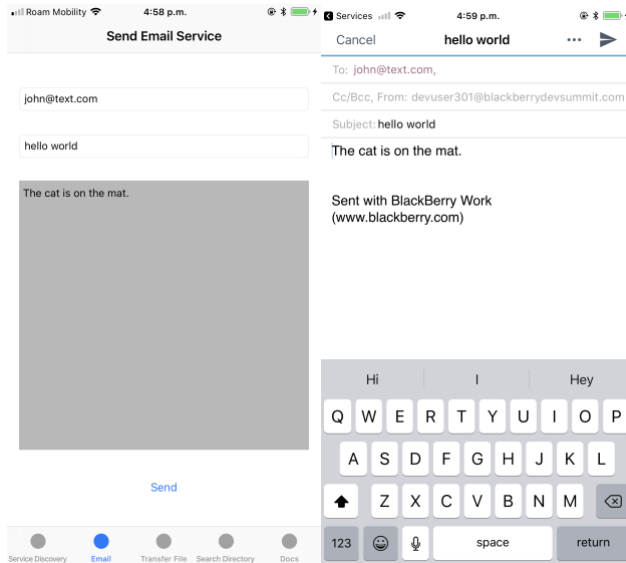 Roam Mobility 4:58 p.m.
Send Email Service
john@text.com
hello world
The cat is on the mat.
Send
Service Discovery Email Transfer File Search Directory Docs
Services 4:59 p.m.
Cancel hello world ...
To: john@text.com,
Cc/Bcc, From: devuser301@blackberrydevsummit.com
Subject: hello world
The cat is on the mat.
Sent with BlackBerry Work
(www.blackberry.com)
Hi I Hey
Q W E R T Y U I O P
A S D F G H J K L
Z X C V B N M
123 space return